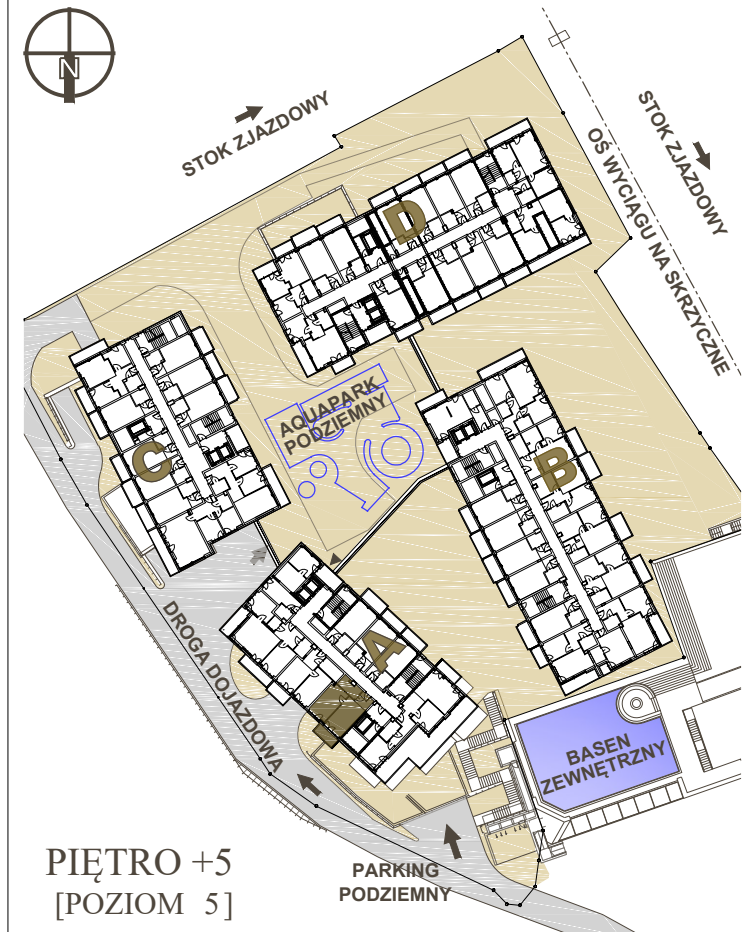 N
STOK ZJAZDOWY
STOK ZJAZDOWY
OŚ WYCIĄGU NA SKRZYCZNE
D
AQUAPARK
PODZIEMNY
C
B
A
DROGA DOJAZDOWA
BASEN
ZEWNĘTRZNY
PARKING
PODZIEMNY
PIĘTRO +5
[POZIOM 5]